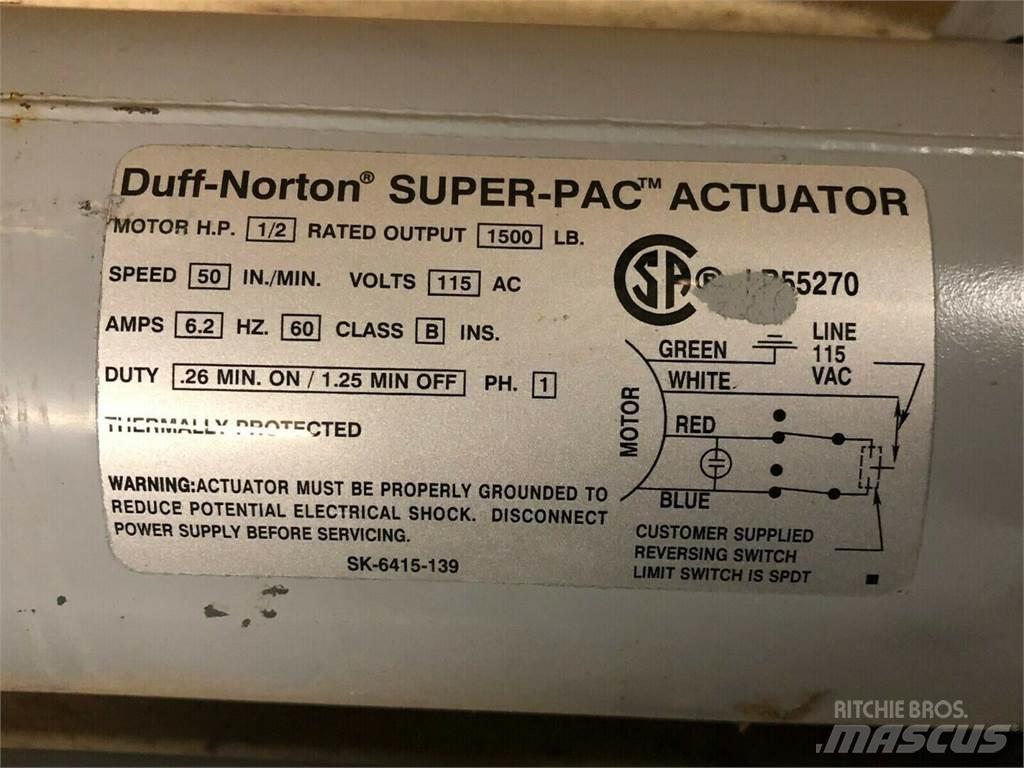 Duff-Norton® SUPER-PAC™ ACTUATOR
MOTOR H.P. 1/2 RATED OUTPUT 1500 LB.
SPEED 50 IN./MIN. VOLTS 115 AC
AMPS 6.2 HZ. 60 CLASS B INS.
DUTY .26 MIN. ON / 1.25 MIN OFF PH. 1
THERMALLY PROTECTED
WARNING:ACTUATOR MUST BE PROPERLY GROUNDED TO
REDUCE POTENTIAL ELECTRICAL SHOCK. DISCONNECT
POWER SUPPLY BEFORE SERVICING.
SK-6415-139
SA ® 55270
GREEN
LINE
115
VAC
WHITE
MOTOR
RED
BLUE
CUSTOMER SUPPLIED
REVERSING SWITCH
LIMIT SWITCH IS SPDT
RITCHIE BROS.
MASCUS